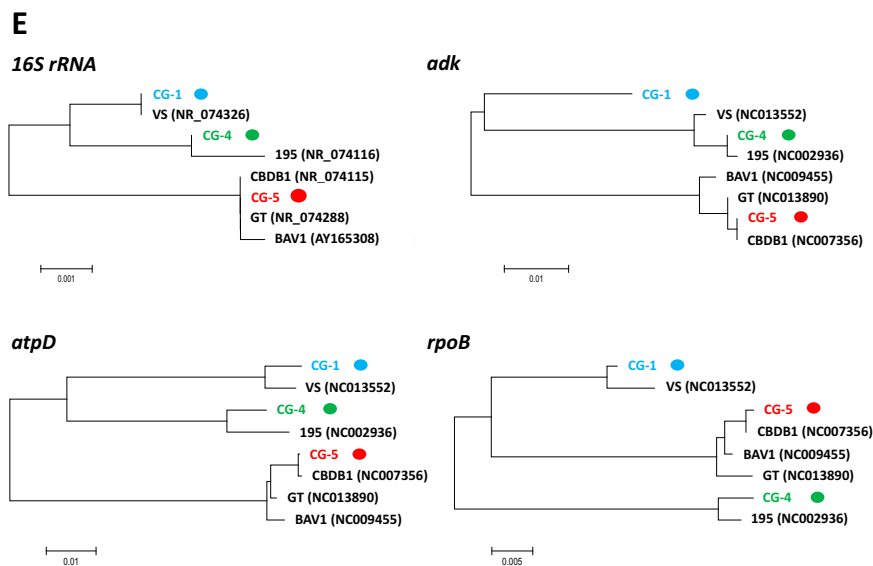 E
16S rRNA
CG-1
VS (NR_074326)
CG-4
195 (NR_074116)
CBDB1 (NR_074115)
CG-5
GT (NR_074288)
BAV1 (AY165308)
0.001
adk
CG-1
VS (NC013552)
CG-4
195 (NC002936)
BAV1 (NC009455)
GT (NC013890)
CG-5
CBDB1 (NC007356)
0.01
atpD
CG-1
VS (NC013552)
CG-4
195 (NC002936)
CG-5
CBDB1 (NC007356)
GT (NC013890)
BAV1 (NC009455)
0.01
rpoB
CG-1
VS (NC013552)
CG-5
CBDB1 (NC007356)
BAV1 (NC009455)
GT (NC013890)
CG-4
195 (NC002936)
0.005